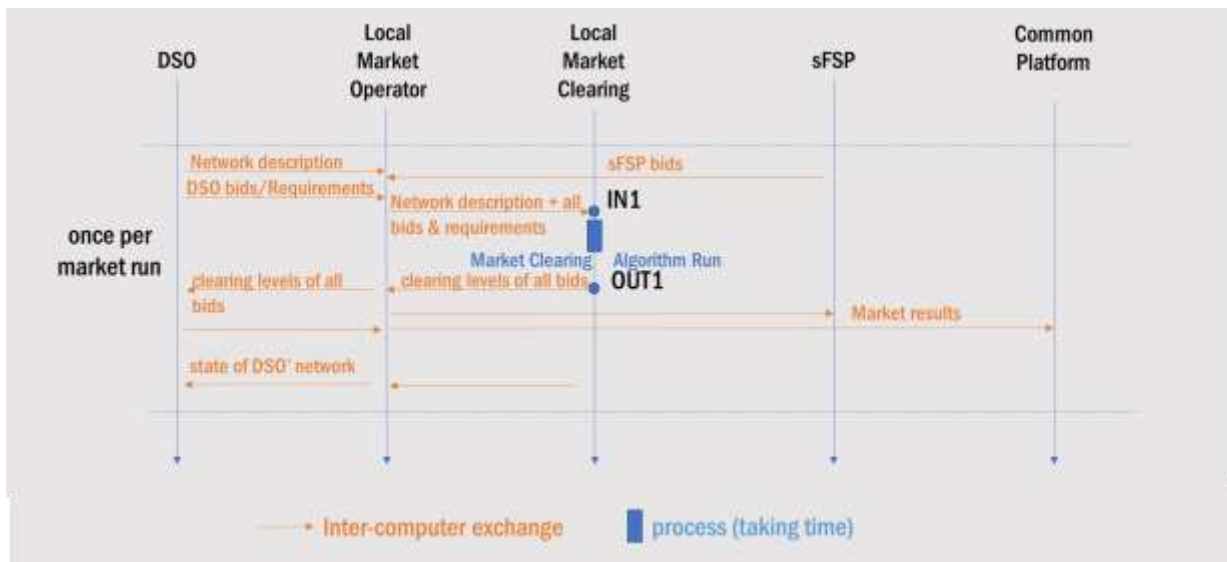 DSO
Local
Market
Operator
Local
Market
Clearing
sFSP
Common
Platform
once per
market run
Network description
sFSP bids
DSO bids/Requirements
Network description + all
bids & requirements
IN1
Market Clearing Algorithm Run
OUT1
clearing levels of all
bids
clearing levels of all bids
Market results
state of DSO' network
Inter-computer exchange
process (taking time)